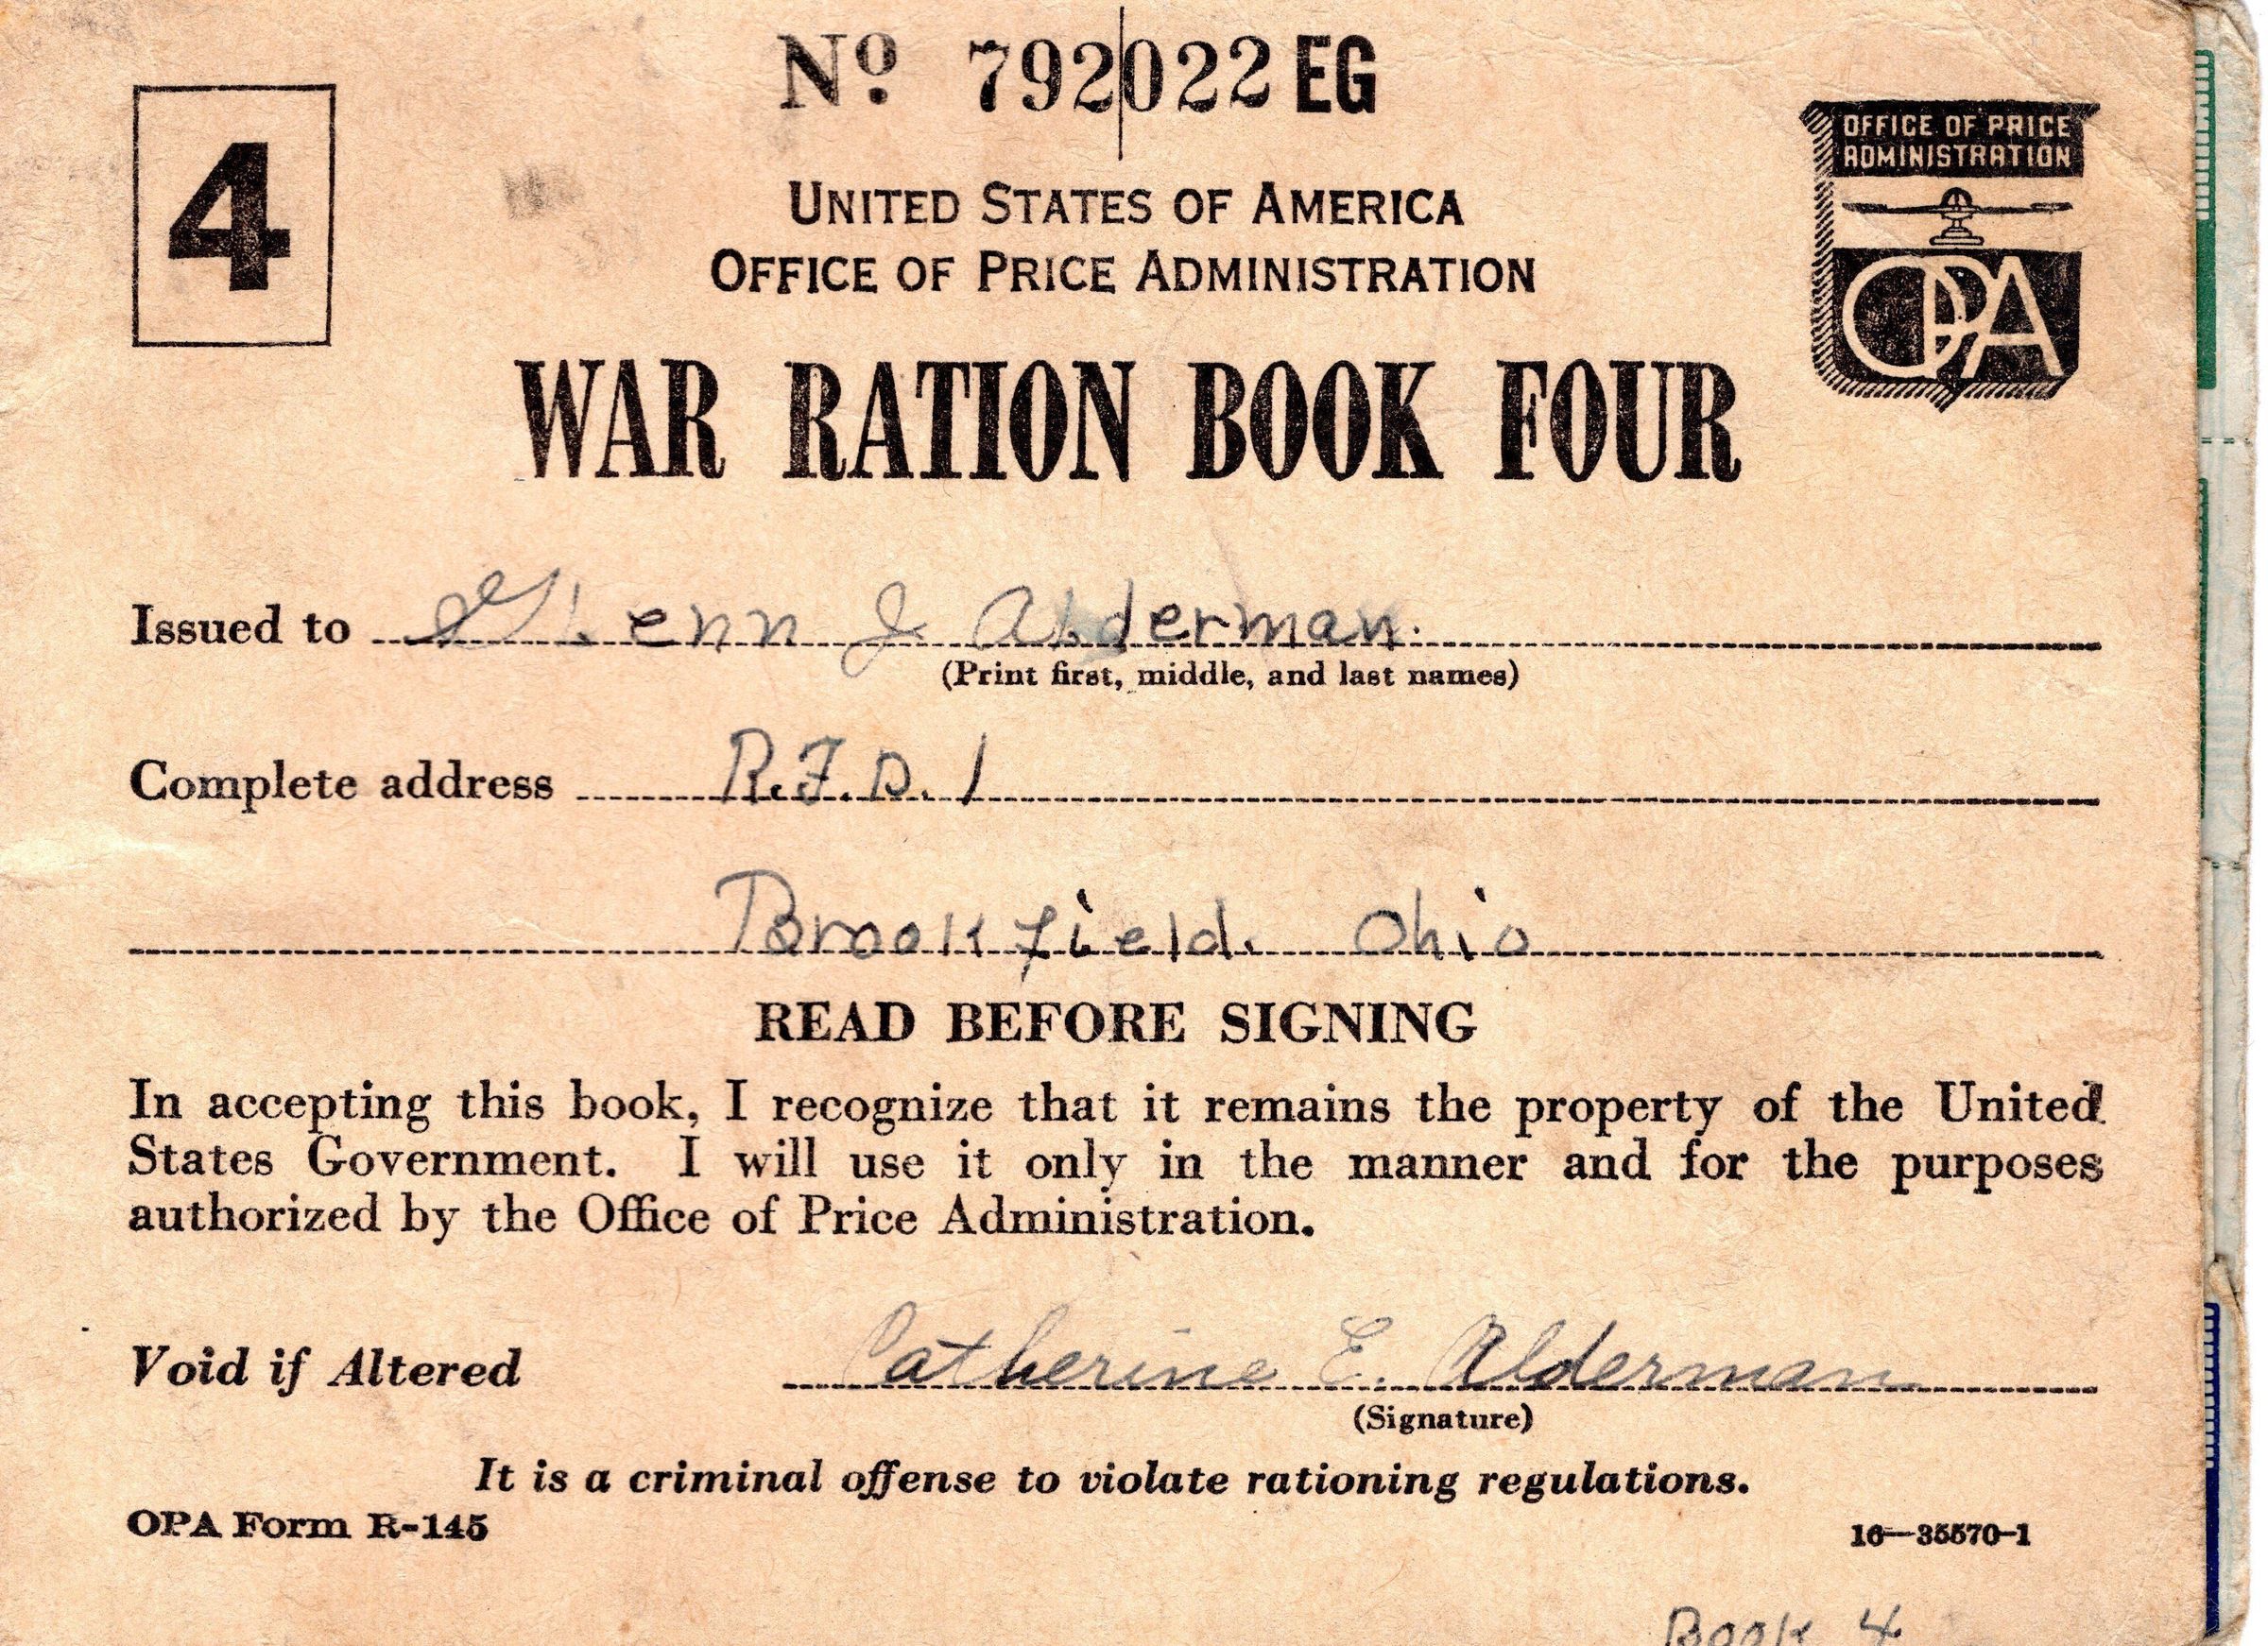 Nº 792022 EG
4
OFFICE OF PRICE
ADMINISTRATION
OPA
UNITED STATES OF AMERICA
OFFICE OF PRICE ADMINISTRATION
WAR RATION BOOK FOUR
Issued to Glenn J Alderman.
(Print first, middle, and last names)
Complete address R.F.D. 1
Brookfield. Ohio
READ BEFORE SIGNING
In accepting this book, I recognize that it remains the property of the United
States Government. I will use it only in the manner and for the purposes
authorized by the Office of Price Administration.
Void if Altered Catherine E. Alderman
(Signature)
It is a criminal offense to violate rationing regulations.
OPA Form R-145 16—35570-1
Book 4